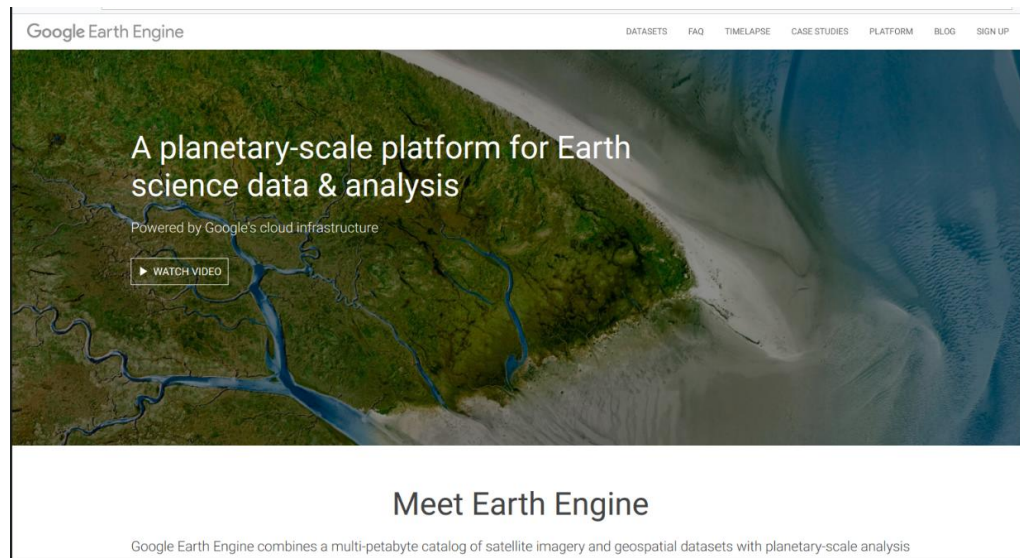 Google Earth Engine
DATASETS FAQ TIMELAPSE CASE STUDIES PLATFORM BLOG SIGN UP
A planetary-scale platform for Earth
science data & analysis
Powered by Google's cloud infrastructure
WATCH VIDEO
Meet Earth Engine
Google Earth Engine combines a multi-petabyte catalog of satellite imagery and geospatial datasets with planetary-scale analysis